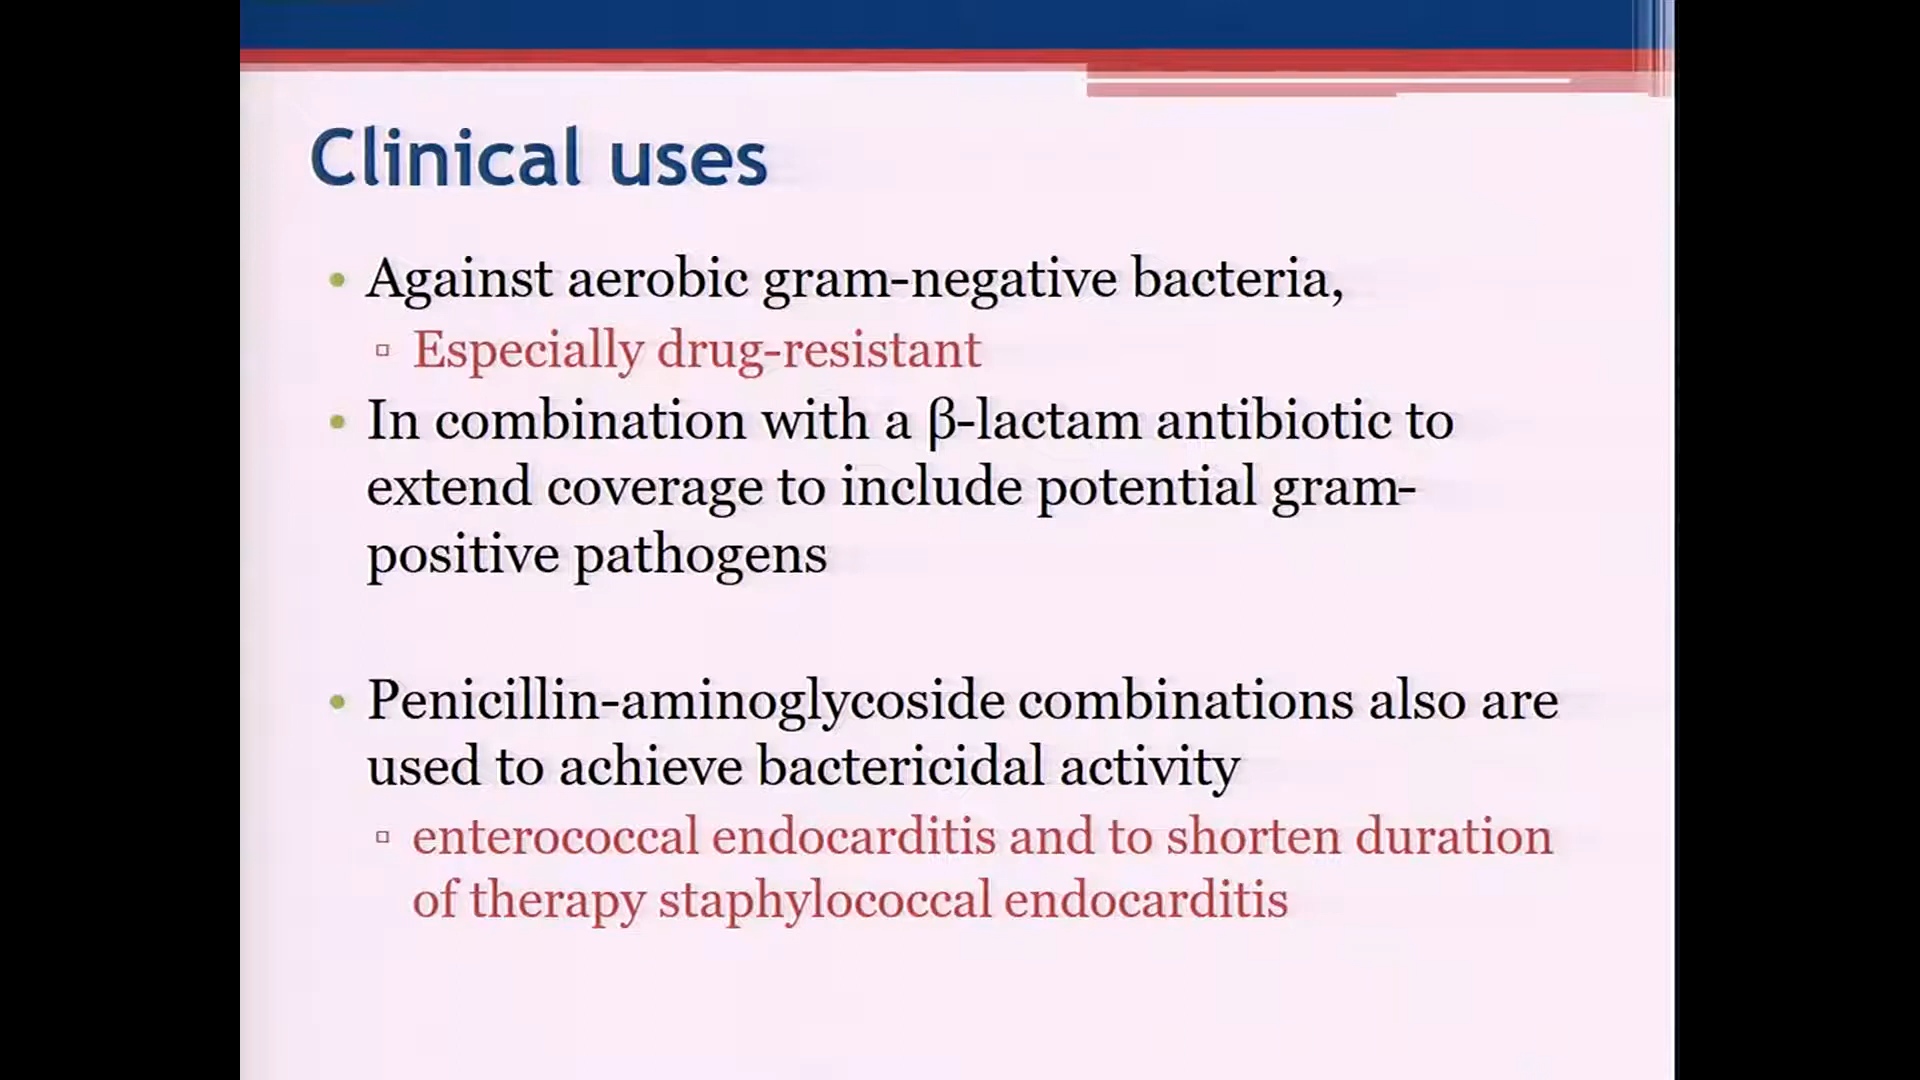 Clinical uses
• Against aerobic gram-negative bacteria,
▫ Especially drug-resistant
• In combination with a β-lactam antibiotic to
extend coverage to include potential gram-
positive pathogens
• Penicillin-aminoglycoside combinations also are
used to achieve bactericidal activity
▫ enterococcal endocarditis and to shorten duration
of therapy staphylococcal endocarditis